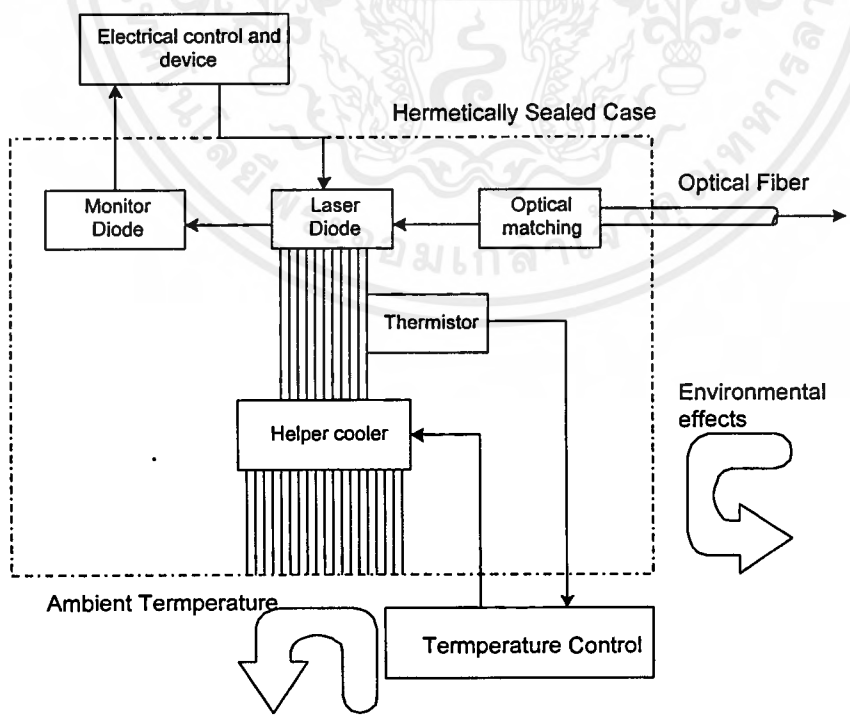 Electrical control and
device
Hermetically Sealed Case
Optical Fiber
Monitor
Diode
Laser
Diode
Optical
matching
Thermistor
Environmental
effects
Helper cooler
Ambient Termperature
Termperature Control